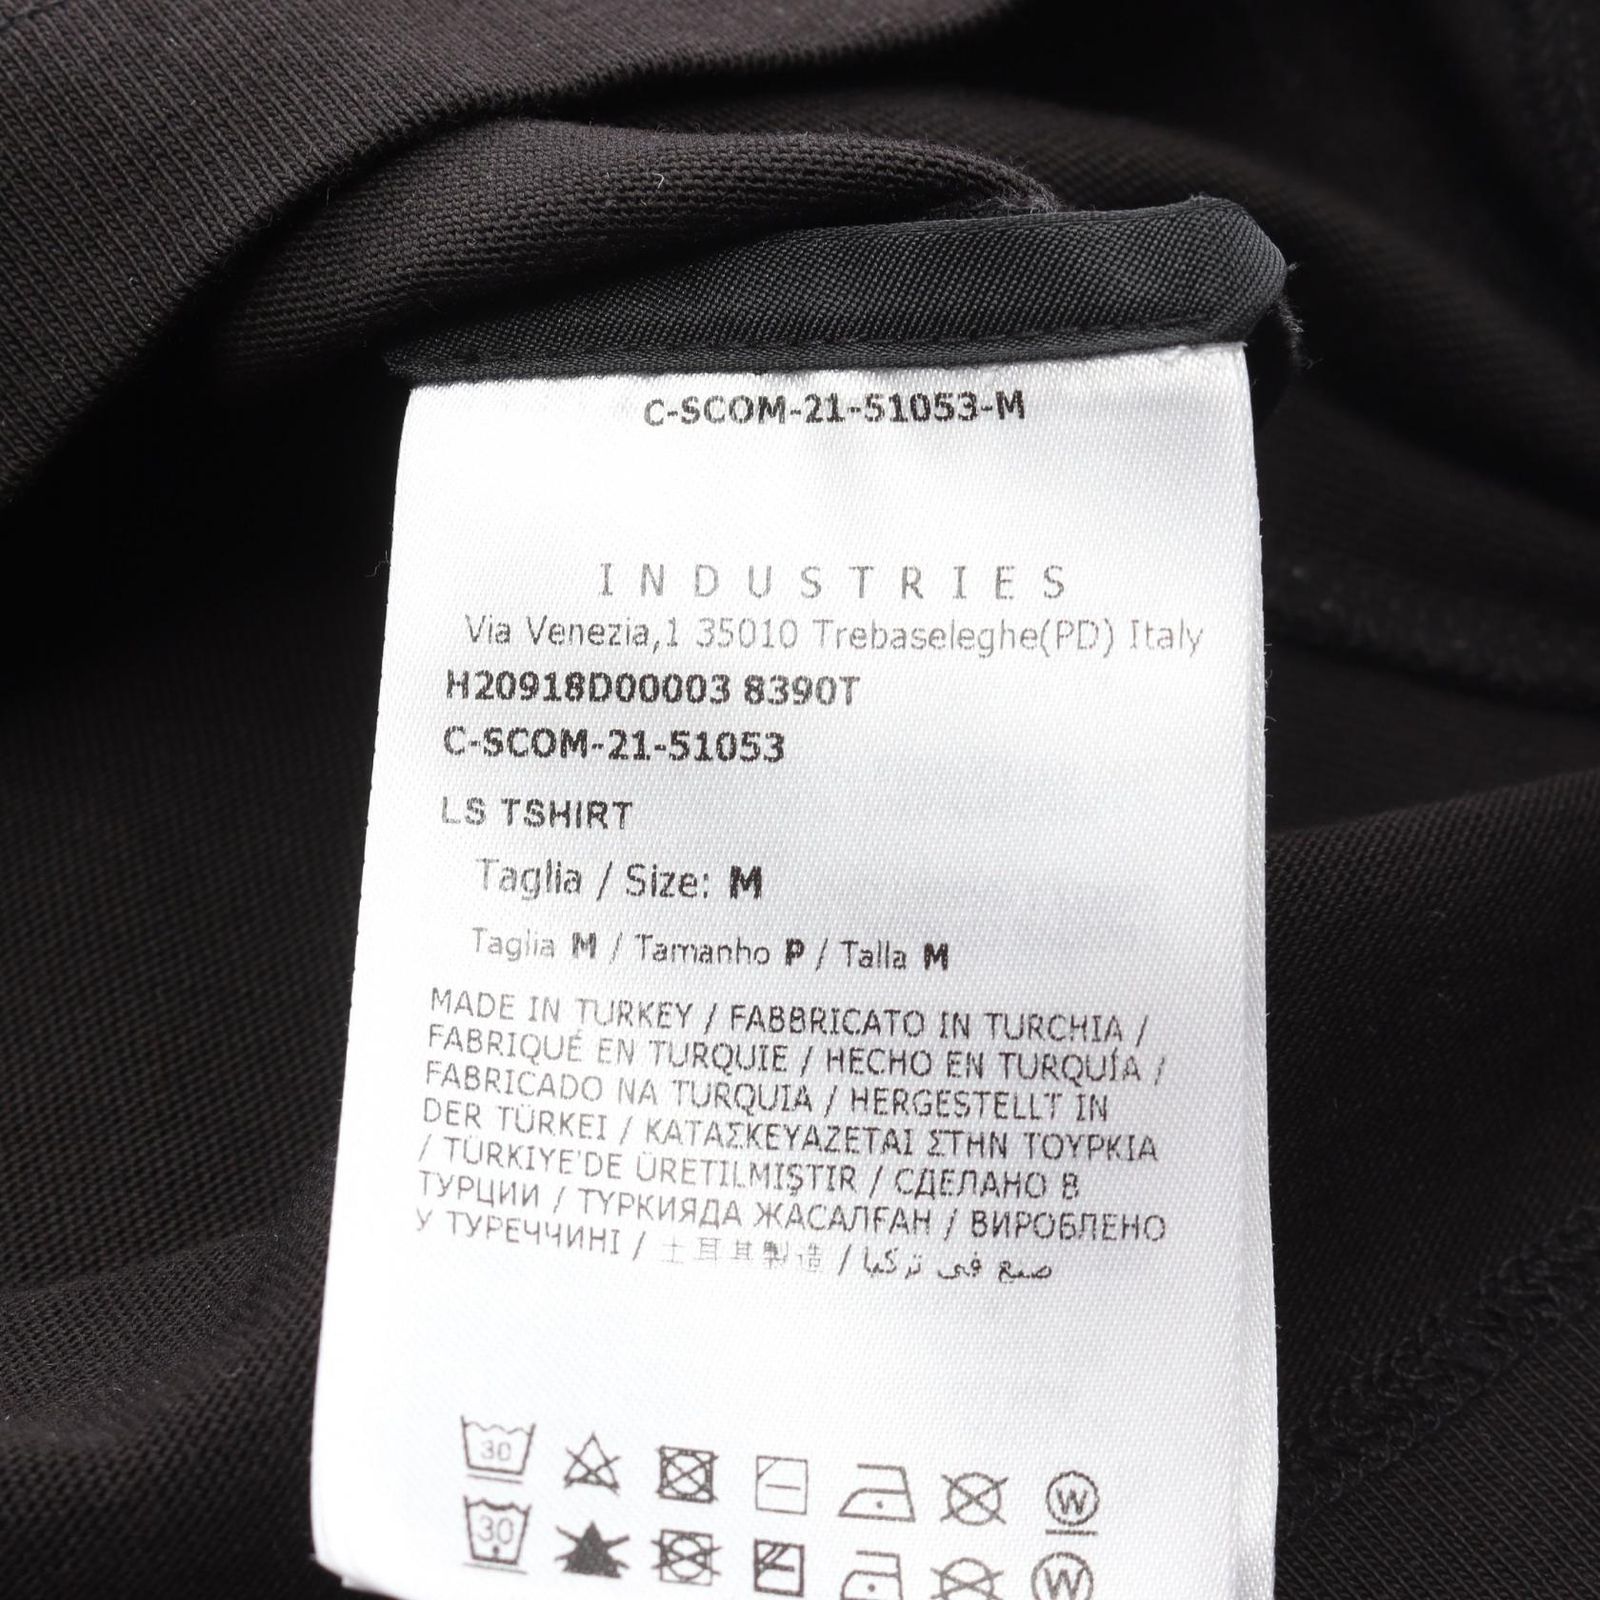 C-SCOM-21-51053-M
INDUSTRIES
Via Venezia,1 35010 Trebaseleghe(PD) Italy
H20918D00003 8390T
C-SCOM-21-51053
LS TSHIRT
Taglia / Size: M
Taglia M / Tamanho P / Talla M
MADE IN TURKEY / FABBRICATO IN TURCHIA /
FABRIQUÉ EN TURQUIE / HECHO EN TURQUÍA /
FABRICADO NA TURQUIA / HERGESTELLT IN
DER TÜRKEI / ΚΑΤΑΣΚΕΥΑΖΕΤΑΙ ΣΤΗΝ ΤΟΥΡΚΙΑ
/ TÜRKIYE'DE ÜRETILMIŞTIR / СДЕЛАНО В
ТУРЦИИ / ТҮРКИЯДА ЖАСАЛҒАН / ВИРОБЛЕНО
У ТУРЕЧЧИНІ / 土耳其製造 / صنع في تركيا
30 W
30 W